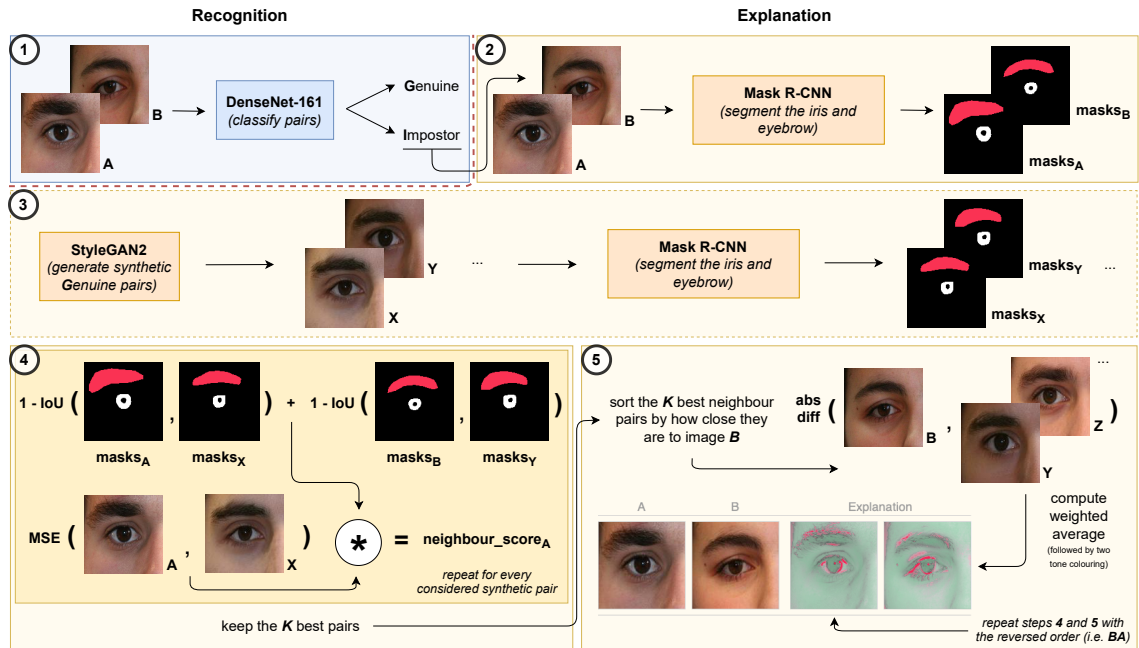 Recognition
Explanation
1
B
A
DenseNet-161
(classify pairs)
Genuine
Impostor
2
B
A
Mask R-CNN
(segment the iris and
eyebrow)
masksB
masksA
3
StyleGAN2
(generate synthetic
Genuine pairs)
Y
X
...
Mask R-CNN
(segment the iris and
eyebrow)
masksY
...
masksX
4
1 - IoU ( , ) + 1 - IoU ( , )
masksA
masksX
masksB
masksY
MSE ( A , X ) * = neighbour_scoreA
repeat for every
considered synthetic pair
keep the K best pairs
5
sort the K best neighbour
pairs by how close they
are to image B
abs
diff ( B , Y Z ... )
compute
weighted
average
(followed by two
tone colouring)
A B Explanation
repeat steps 4 and 5 with
the reversed order (i.e. BA)